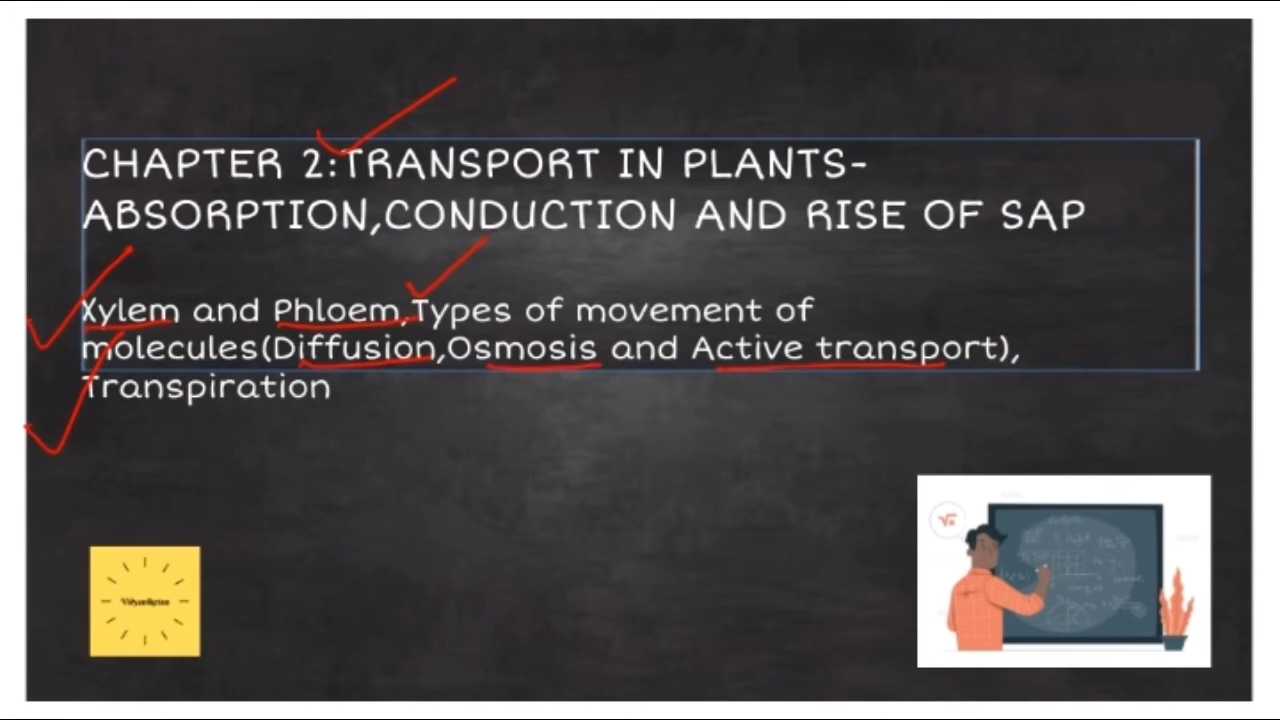 CHAPTER 2:TRANSPORT IN PLANTS-
ABSORPTION,CONDUCTION AND RISE OF SAP
Xylem and Phloem,Types of movement of
molecules(Diffusion,Osmosis and Active transport),
Transpiration